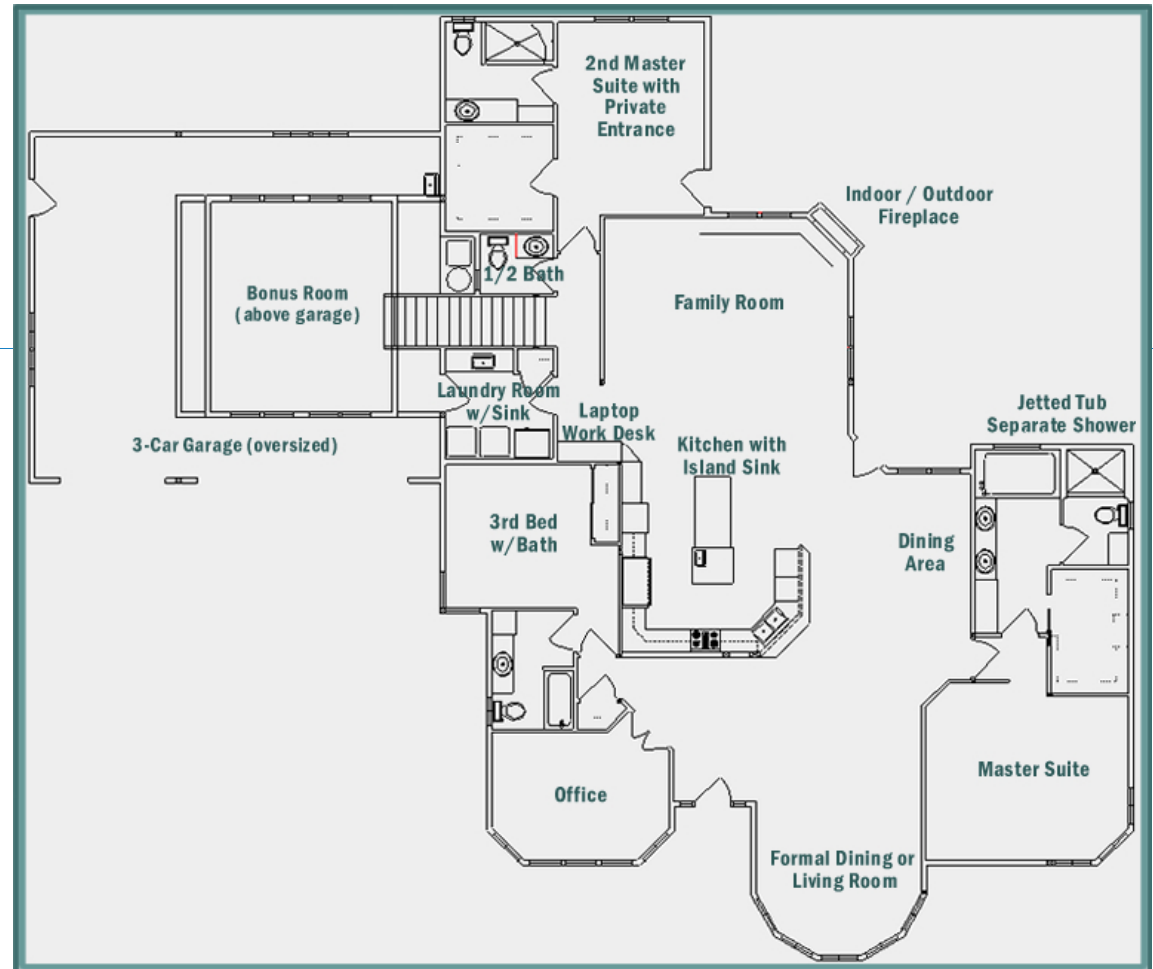 2nd Master
Suite with
Private
Entrance
Indoor / Outdoor
Fireplace
1/2 Bath
Bonus Room
(above garage)
Family Room
Laundry Room
w/Sink
Laptop
Work Desk
Jetted Tub
Separate Shower
3-Car Garage (oversized)
Kitchen with
Island Sink
3rd Bed
w/Bath
Dining
Area
Master Suite
Office
Formal Dining or
Living Room